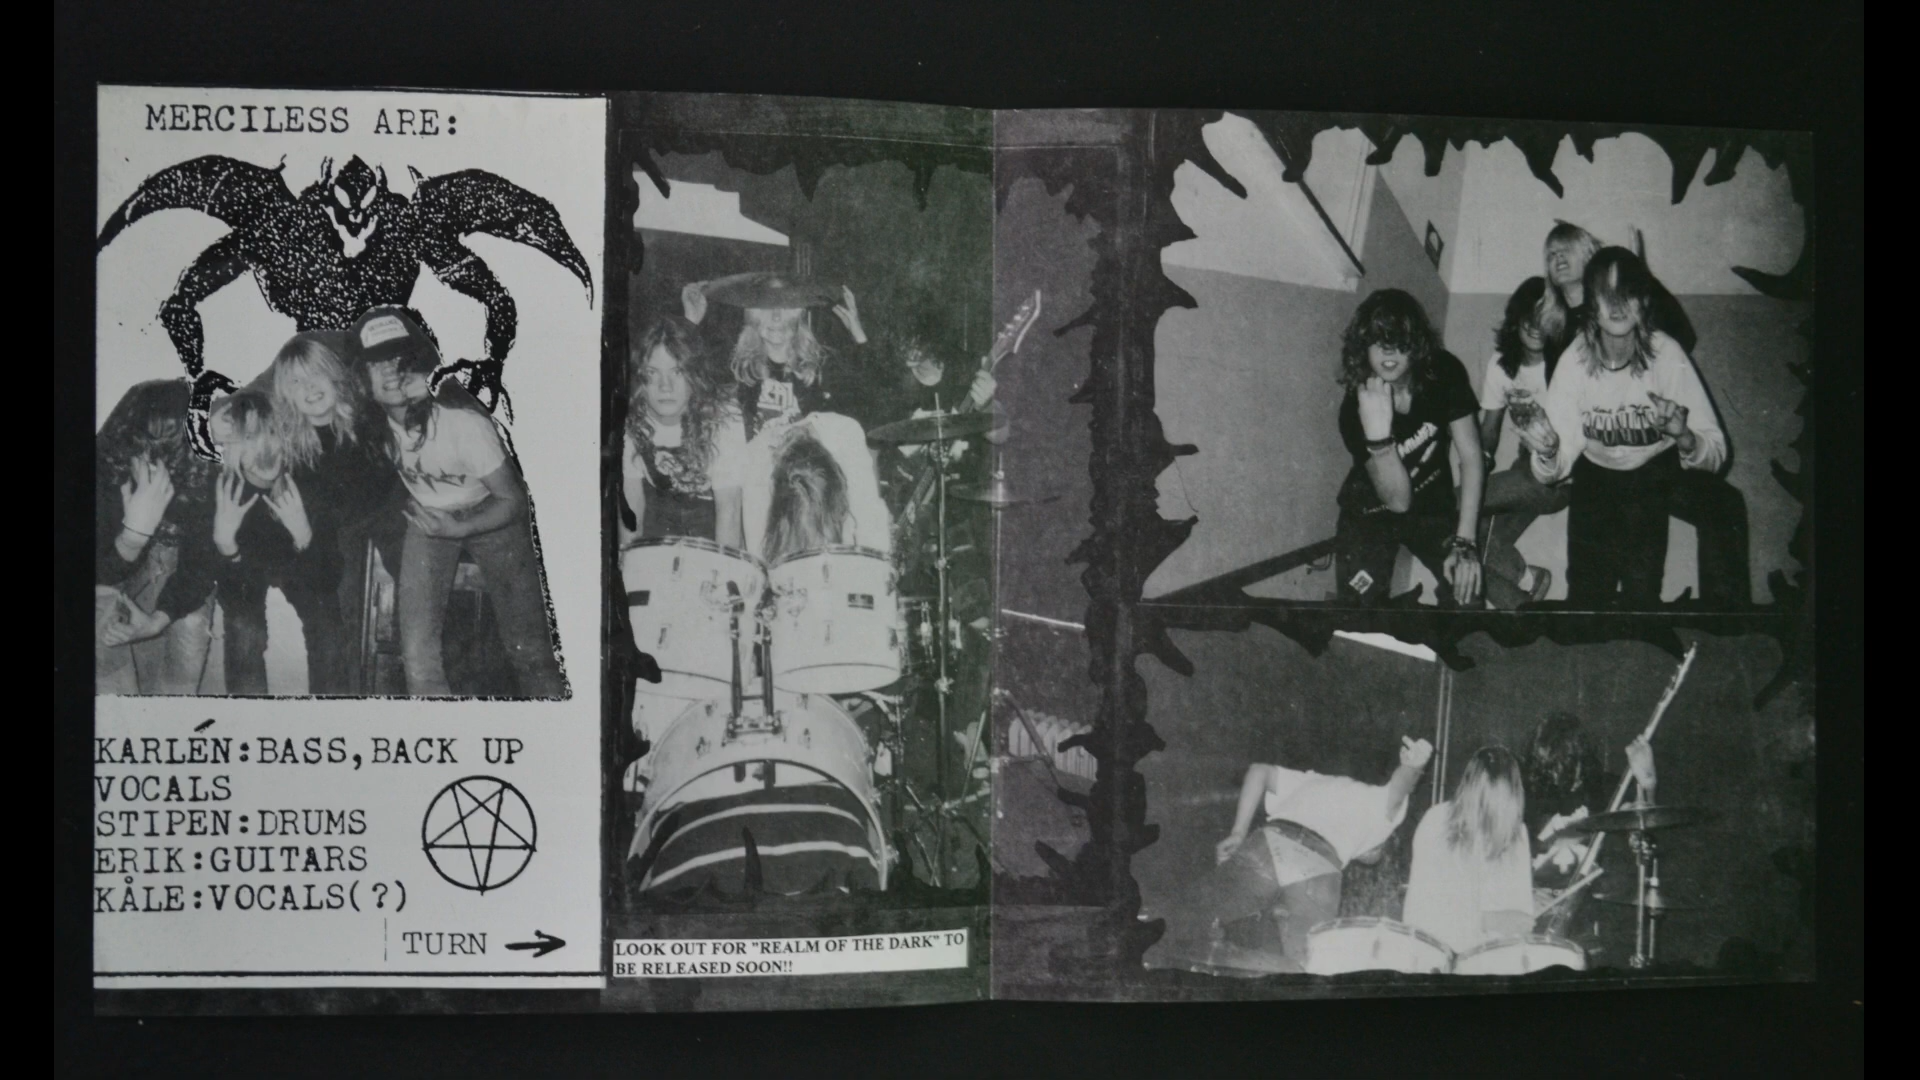 MERCILESS ARE:
KARLÉN:BASS,BACK UP
VOCALS
STIPEN:DRUMS
ERIK:GUITARS
KÅLE:VOCALS(?)
TURN →
LOOK OUT FOR "REALM OF THE DARK" TO
BE RELEASED SOON!!